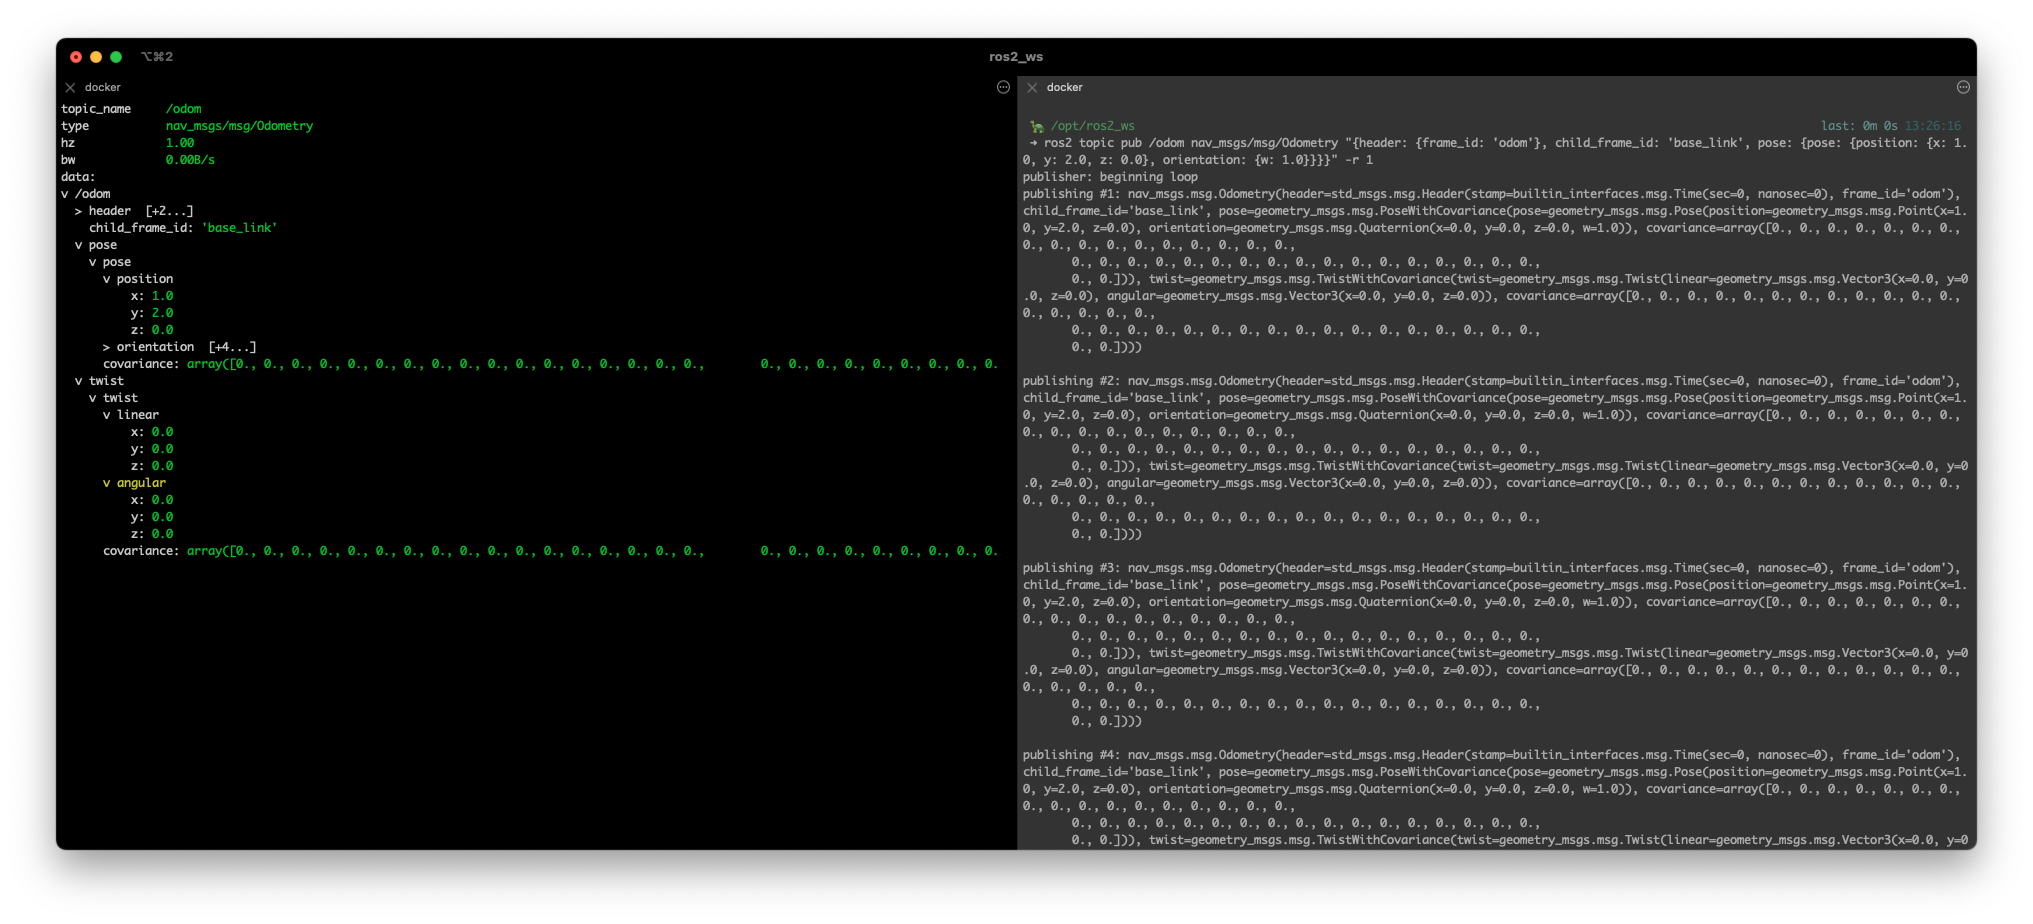 ⌥⌘2
ros2_ws
docker
topic_name /odom
type nav_msgs/msg/Odometry
hz 1.00
bw 0.00B/s
data:
v /odom
> header [+2...]
child_frame_id: 'base_link'
v pose
v pose
v position
x: 1.0
y: 2.0
z: 0.0
> orientation [+4...]
covariance: array([0., 0., 0., 0., 0., 0., 0., 0., 0., 0., 0., 0., 0., 0., 0., 0., 0., 0., 0., 0., 0., 0., 0., 0., 0., 0.
v twist
v twist
v linear
x: 0.0
y: 0.0
z: 0.0
v angular
x: 0.0
y: 0.0
z: 0.0
covariance: array([0., 0., 0., 0., 0., 0., 0., 0., 0., 0., 0., 0., 0., 0., 0., 0., 0., 0., 0., 0., 0., 0., 0., 0., 0., 0.
docker
🐢 /opt/ros2_ws last: 0m 0s 13:26:16
→ ros2 topic pub /odom nav_msgs/msg/Odometry "{header: {frame_id: 'odom'}, child_frame_id: 'base_link', pose: {pose: {position: {x: 1.
0, y: 2.0, z: 0.0}, orientation: {w: 1.0}}}}" -r 1
publisher: beginning loop
publishing #1: nav_msgs.msg.Odometry(header=std_msgs.msg.Header(stamp=builtin_interfaces.msg.Time(sec=0, nanosec=0), frame_id='odom'),
child_frame_id='base_link', pose=geometry_msgs.msg.PoseWithCovariance(pose=geometry_msgs.msg.Pose(position=geometry_msgs.msg.Point(x=1.
0, y=2.0, z=0.0), orientation=geometry_msgs.msg.Quaternion(x=0.0, y=0.0, z=0.0, w=1.0)), covariance=array([0., 0., 0., 0., 0., 0., 0.,
0., 0., 0., 0., 0., 0., 0., 0., 0., 0.,
0., 0., 0., 0., 0., 0., 0., 0., 0., 0., 0., 0., 0., 0., 0., 0., 0.,
0., 0.])), twist=geometry_msgs.msg.TwistWithCovariance(twist=geometry_msgs.msg.Twist(linear=geometry_msgs.msg.Vector3(x=0.0, y=0
.0, z=0.0), angular=geometry_msgs.msg.Vector3(x=0.0, y=0.0, z=0.0)), covariance=array([0., 0., 0., 0., 0., 0., 0., 0., 0., 0., 0., 0.,
0., 0., 0., 0., 0.,
0., 0., 0., 0., 0., 0., 0., 0., 0., 0., 0., 0., 0., 0., 0., 0., 0.,
0., 0.])))
publishing #2: nav_msgs.msg.Odometry(header=std_msgs.msg.Header(stamp=builtin_interfaces.msg.Time(sec=0, nanosec=0), frame_id='odom'),
child_frame_id='base_link', pose=geometry_msgs.msg.PoseWithCovariance(pose=geometry_msgs.msg.Pose(position=geometry_msgs.msg.Point(x=1.
0, y=2.0, z=0.0), orientation=geometry_msgs.msg.Quaternion(x=0.0, y=0.0, z=0.0, w=1.0)), covariance=array([0., 0., 0., 0., 0., 0., 0.,
0., 0., 0., 0., 0., 0., 0., 0., 0., 0.,
0., 0., 0., 0., 0., 0., 0., 0., 0., 0., 0., 0., 0., 0., 0., 0., 0.,
0., 0.])), twist=geometry_msgs.msg.TwistWithCovariance(twist=geometry_msgs.msg.Twist(linear=geometry_msgs.msg.Vector3(x=0.0, y=0
.0, z=0.0), angular=geometry_msgs.msg.Vector3(x=0.0, y=0.0, z=0.0)), covariance=array([0., 0., 0., 0., 0., 0., 0., 0., 0., 0., 0., 0.,
0., 0., 0., 0., 0.,
0., 0., 0., 0., 0., 0., 0., 0., 0., 0., 0., 0., 0., 0., 0., 0., 0.,
0., 0.])))
publishing #3: nav_msgs.msg.Odometry(header=std_msgs.msg.Header(stamp=builtin_interfaces.msg.Time(sec=0, nanosec=0), frame_id='odom'),
child_frame_id='base_link', pose=geometry_msgs.msg.PoseWithCovariance(pose=geometry_msgs.msg.Pose(position=geometry_msgs.msg.Point(x=1.
0, y=2.0, z=0.0), orientation=geometry_msgs.msg.Quaternion(x=0.0, y=0.0, z=0.0, w=1.0)), covariance=array([0., 0., 0., 0., 0., 0., 0.,
0., 0., 0., 0., 0., 0., 0., 0., 0., 0.,
0., 0., 0., 0., 0., 0., 0., 0., 0., 0., 0., 0., 0., 0., 0., 0., 0.,
0., 0.])), twist=geometry_msgs.msg.TwistWithCovariance(twist=geometry_msgs.msg.Twist(linear=geometry_msgs.msg.Vector3(x=0.0, y=0
.0, z=0.0), angular=geometry_msgs.msg.Vector3(x=0.0, y=0.0, z=0.0)), covariance=array([0., 0., 0., 0., 0., 0., 0., 0., 0., 0., 0., 0.,
0., 0., 0., 0., 0.,
0., 0., 0., 0., 0., 0., 0., 0., 0., 0., 0., 0., 0., 0., 0., 0., 0.,
0., 0.])))
publishing #4: nav_msgs.msg.Odometry(header=std_msgs.msg.Header(stamp=builtin_interfaces.msg.Time(sec=0, nanosec=0), frame_id='odom'),
child_frame_id='base_link', pose=geometry_msgs.msg.PoseWithCovariance(pose=geometry_msgs.msg.Pose(position=geometry_msgs.msg.Point(x=1.
0, y=2.0, z=0.0), orientation=geometry_msgs.msg.Quaternion(x=0.0, y=0.0, z=0.0, w=1.0)), covariance=array([0., 0., 0., 0., 0., 0., 0.,
0., 0., 0., 0., 0., 0., 0., 0., 0., 0.,
0., 0., 0., 0., 0., 0., 0., 0., 0., 0., 0., 0., 0., 0., 0., 0., 0.,
0., 0.])), twist=geometry_msgs.msg.TwistWithCovariance(twist=geometry_msgs.msg.Twist(linear=geometry_msgs.msg.Vector3(x=0.0, y=0